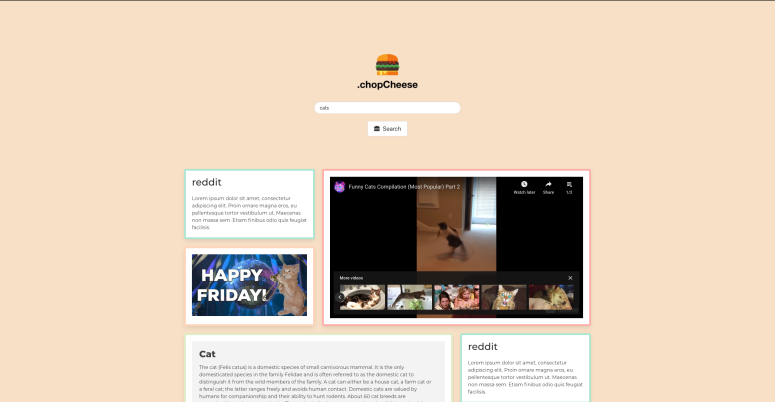 .chopCheese
cats
Search
reddit
Lorem ipsum dolor sit amet, consectetur
adipiscing elit. Proin ornare magna eros, eu
pellentesque tortor vestibulum ut. Maecenas
non massa sem. Etiam finibus odio quis feugiat
facilisis.
Funny Cats Compilation (Most Popular) Part 2
Watch later
Share
1/3
More videos
HAPPY
FRIDAY!
Cat
The cat (Felis catus) is a domestic species of small carnivorous mammal. It is the only
domesticated species in the family Felidae and is often referred to as the domestic cat to
distinguish it from the wild members of the family. A cat can either be a house cat, a farm cat or
a feral cat; the latter ranges freely and avoids human contact. Domestic cats are valued by
humans for companionship and their ability to hunt rodents. About 60 cat breeds are
reddit
Lorem ipsum dolor sit amet, consectetur
adipiscing elit. Proin ornare magna eros, eu
pellentesque tortor vestibulum ut. Maecenas
non massa sem. Etiam finibus odio quis feugiat
facilisis.